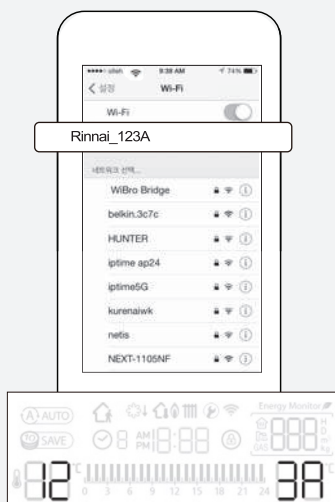 9:38 AM
74%
설정
Wi-Fi
Wi-Fi
Rinnai_123A
네트워크 선택...
WiBro Bridge
belkin.3c7c
HUNTER
iptime ap24
iptime5G
kurenaiwk
netis
NEXT-1105NF
A AUTO
Energy Monitor
SAVE
AM
PM
GAS
12 °C
0 3 6 9 12 15 18 21 24
3A °C